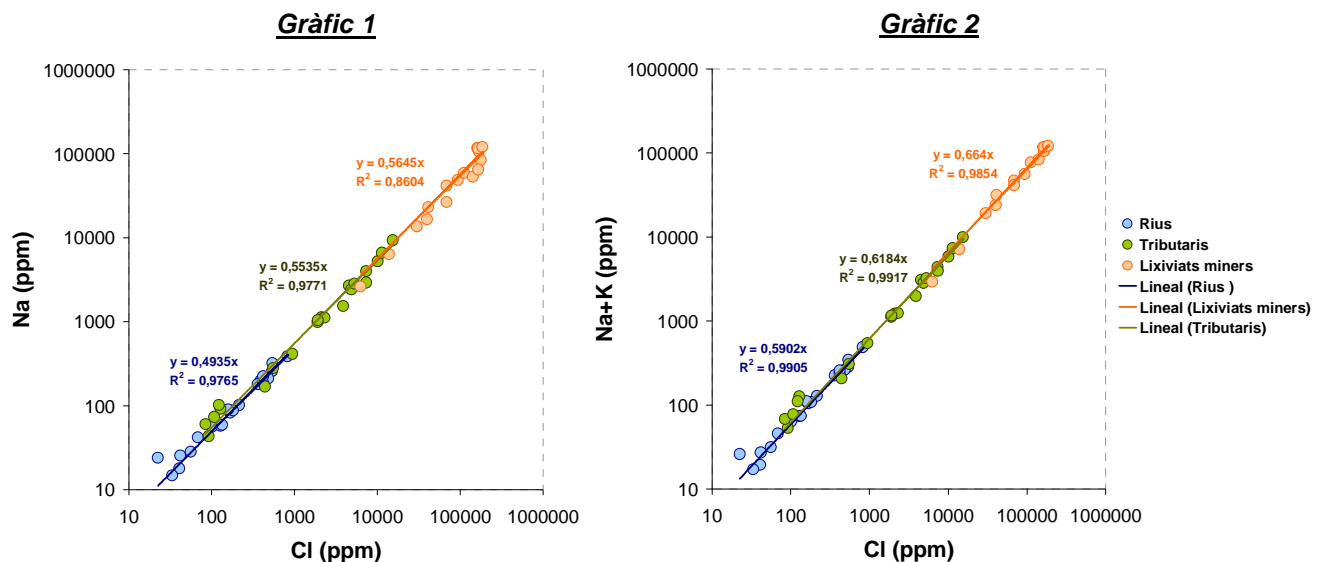 Gràfic 1
1000000
100000
10000
1000
100
10
Na (ppm)
y = 0,5645x
R² = 0,8604
y = 0,5535x
R² = 0,9771
y = 0,4935x
R² = 0,9765
10 100 1000 10000 100000 1000000
Cl (ppm)
Gràfic 2
1000000
100000
10000
1000
100
10
Na+K (ppm)
y = 0,664x
R² = 0,9854
y = 0,6184x
R² = 0,9917
y = 0,5902x
R² = 0,9905
10 100 1000 10000 100000 1000000
Cl (ppm)
Rius
Tributaris
Lixiviats miners
Lineal (Rius )
Lineal (Lixiviats miners)
Lineal (Tributaris)